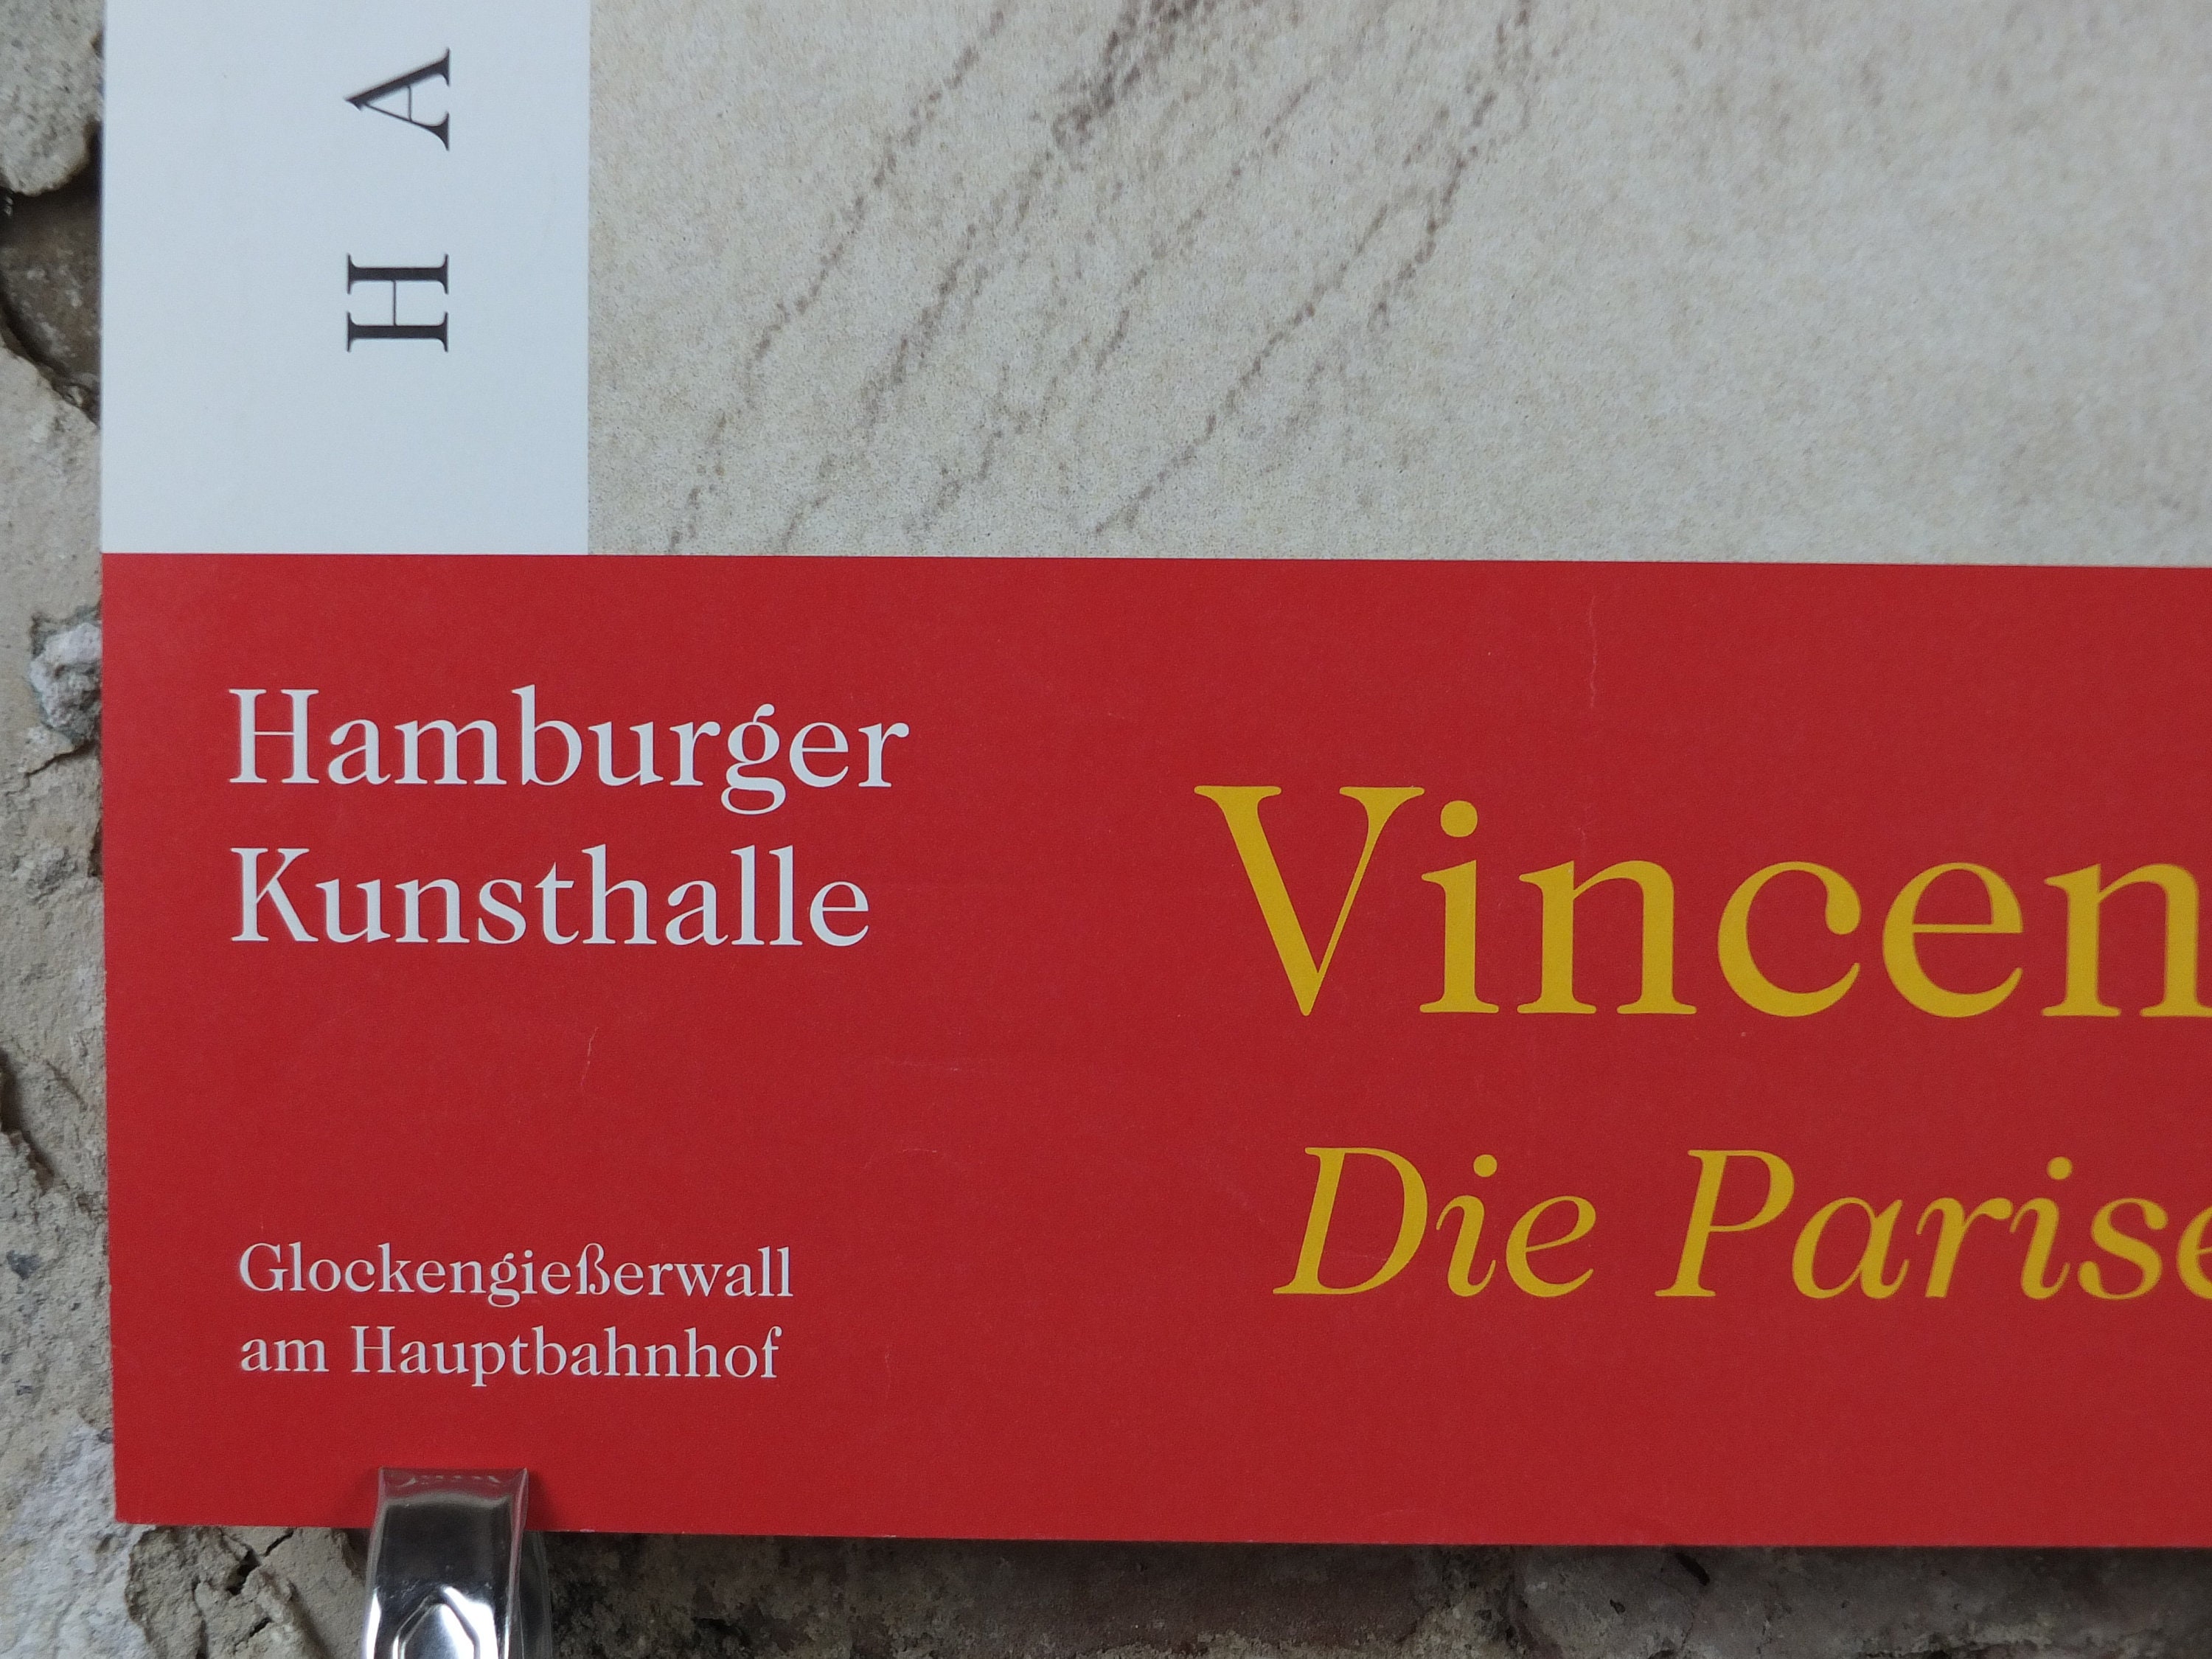 H A
Hamburger
Kunsthalle
Vincen
Die Parise
Glockengießerwall
am Hauptbahnhof